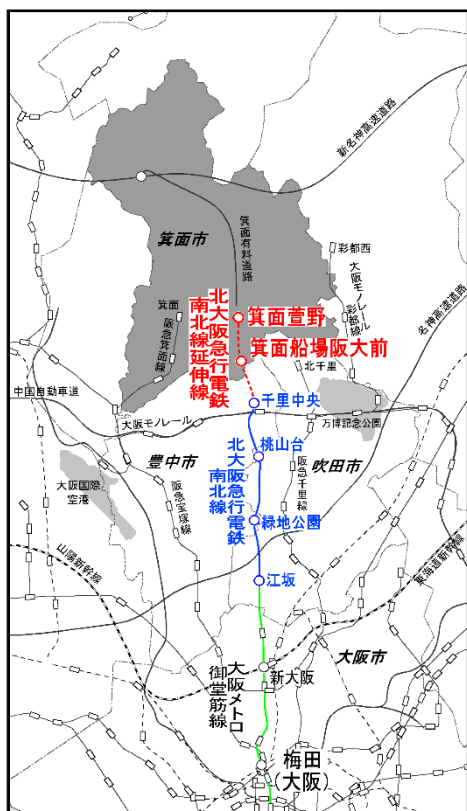 新名神高速道路
箕面市
箕面有料道路
彩都西
大阪モノレール
彩都線
名神高速道路
箕面
阪急箕面線
北大阪急行電鉄
南北線延伸線
箕面萱野
箕面船場阪大前
北千里
中国自動車道
千里中央
大阪モノレール
万博記念公園
桃山台
豊中市
北大阪急行電鉄
南北線
阪急千里線
吹田市
大阪国際
空港
阪急宝塚線
緑地公園
山陽新幹線
東海道新幹線
江坂
大阪市
大阪メトロ
御堂筋線
新大阪
梅田
(大阪)